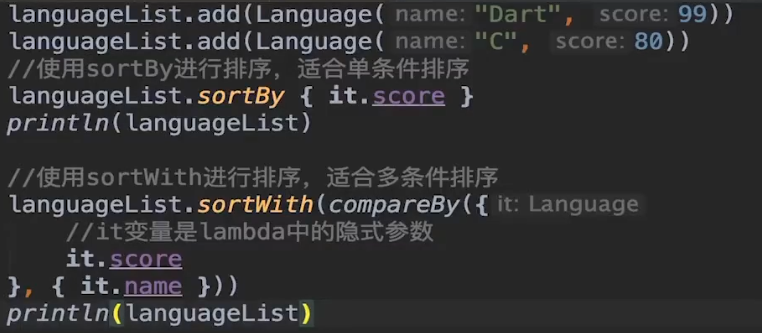 languageList.add(Language( name: "Dart", score: 99))
languageList.add(Language( name: "C", score: 80))
//使用sortBy进行排序，适合单条件排序
languageList.sortBy { it.score }
println(languageList)
//使用sortWith进行排序，适合多条件排序
languageList.sortWith(compareBy({ it: Language
//it变量是lambda中的隐式参数
it.score
}, { it.name }))
println(languageList)